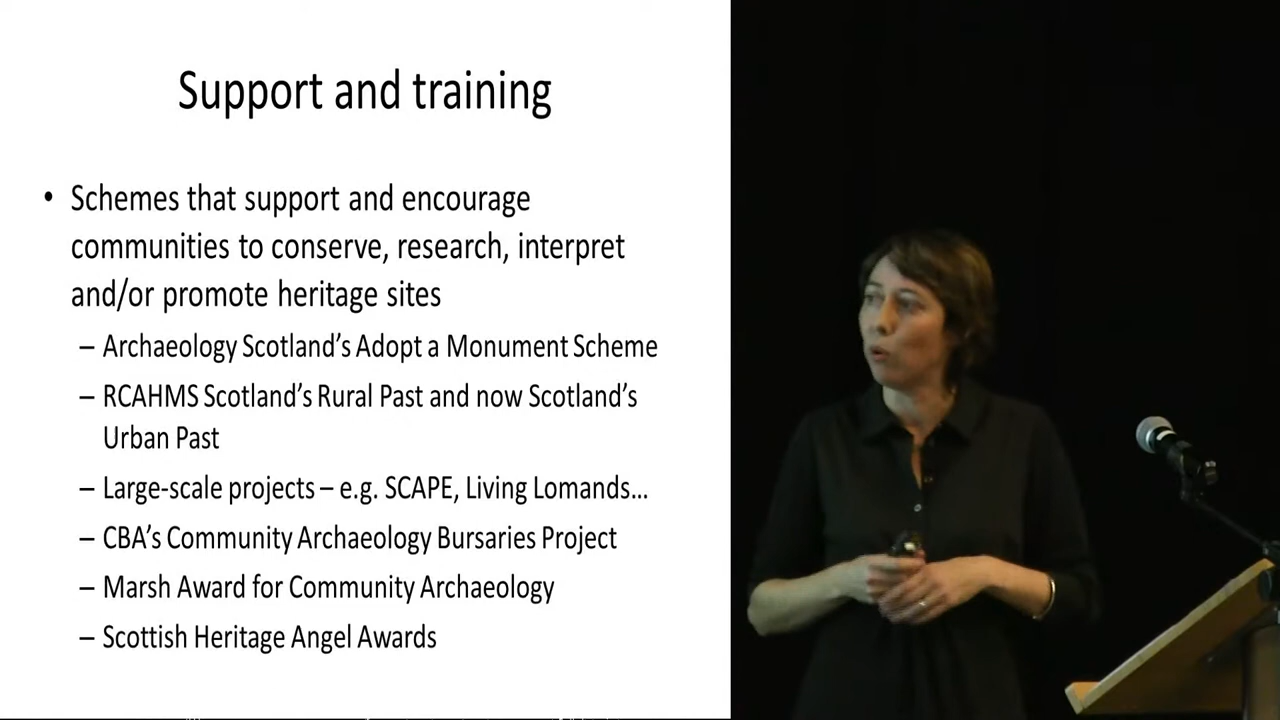 Support and training
• Schemes that support and encourage
communities to conserve, research, interpret
and/or promote heritage sites
– Archaeology Scotland’s Adopt a Monument Scheme
– RCAHMS Scotland’s Rural Past and now Scotland’s
Urban Past
– Large-scale projects – e.g. SCAPE, Living Lomands...
– CBA’s Community Archaeology Bursaries Project
– Marsh Award for Community Archaeology
– Scottish Heritage Angel Awards